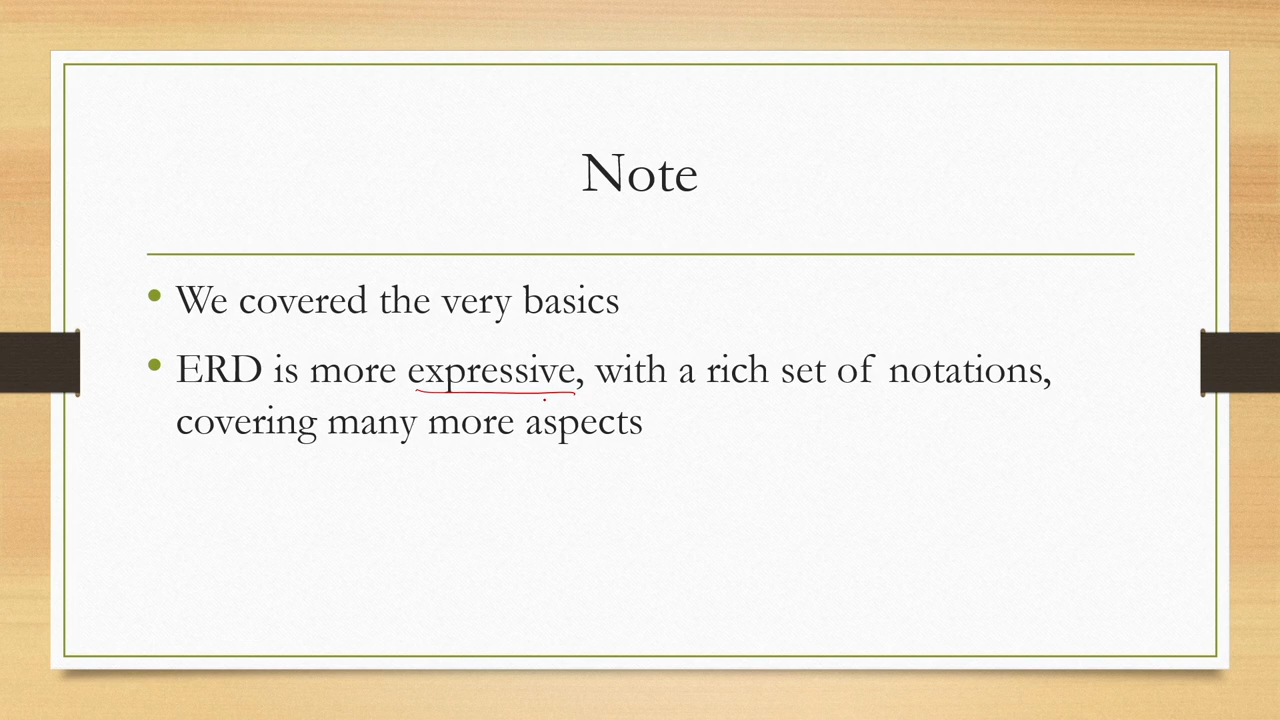 Note
• We covered the very basics
• ERD is more expressive, with a rich set of notations,
covering many more aspects